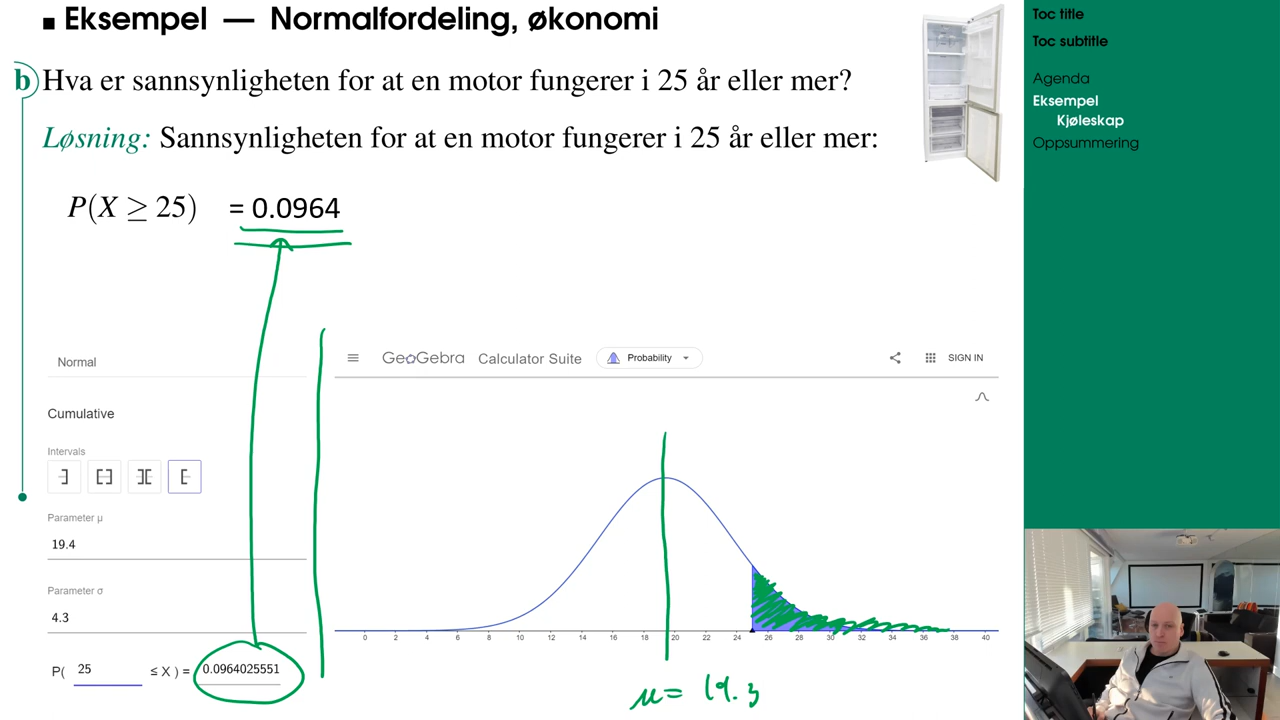 Eksempel — Normalfordeling, økonomi
b) Hva er sannsynligheten for at en motor fungerer i 25 år eller mer?
Løsning: Sannsynligheten for at en motor fungerer i 25 år eller mer:
P(X ≥ 25) = 0.0964
Normal
Cumulative
Intervals
Parameter μ
19.4
Parameter σ
4.3
P( 25 ≤ X ) = 0.0964025551
GeoGebra Calculator Suite Probability SIGN IN
0 2 4 6 8 10 12 14 16 18 20 22 24 26 28 30 32 34 36 38 40
μ = 19.3
Toc title
Toc subtitle
Agenda
Eksempel
Kjøleskap
Oppsummering